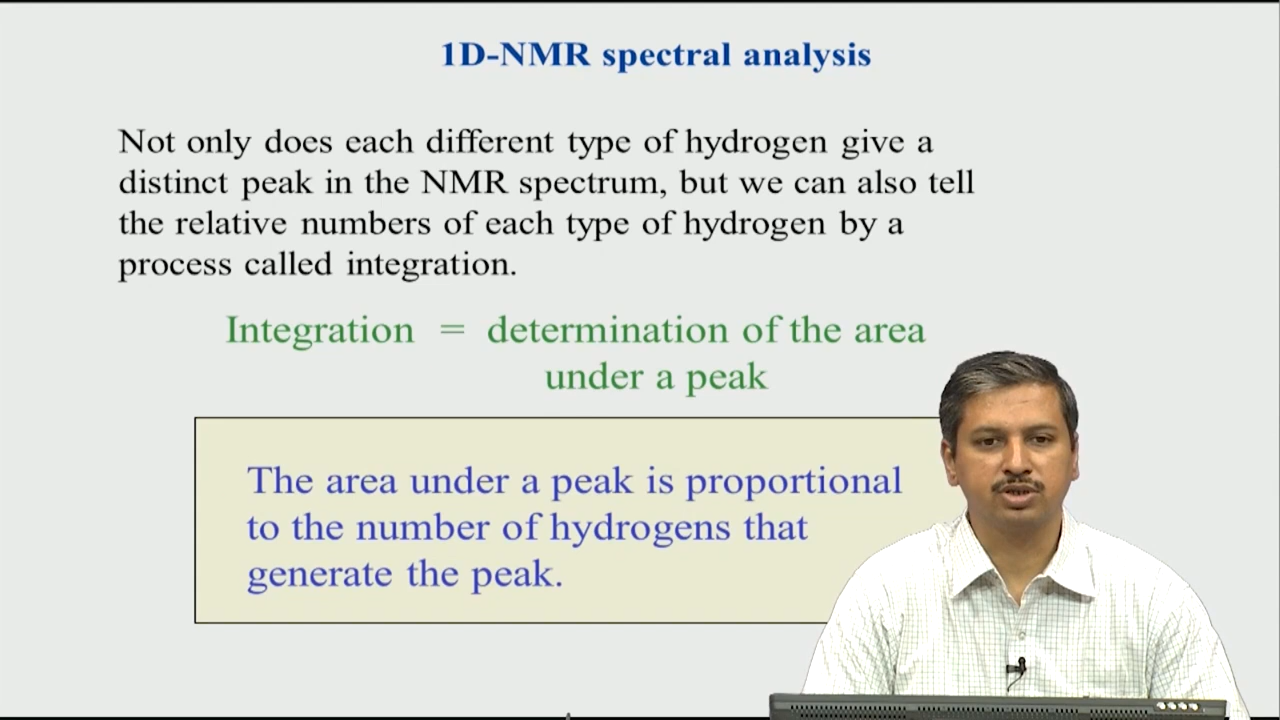 1D-NMR spectral analysis
Not only does each different type of hydrogen give a
distinct peak in the NMR spectrum, but we can also tell
the relative numbers of each type of hydrogen by a
process called integration.
Integration = determination of the area
under a peak
The area under a peak is proportional
to the number of hydrogens that
generate the peak.